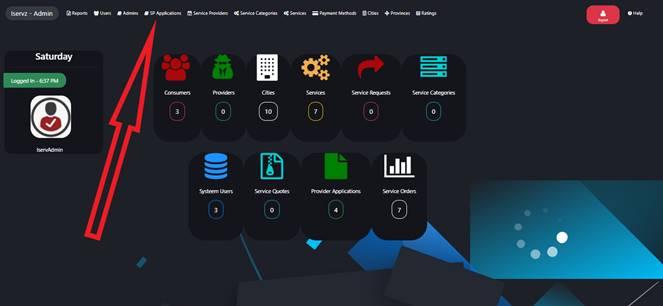 Iservz - Admin
Reports Users Admins SP Applications Service Providers Service Categories Services Payment Methods Cities Provinces Ratings Help
Saturday
Logged In - 6:37 PM
IservAdmin
Consumers Providers Cities Services Service Requests Service Categories
3 0 10 7 0 0
Systeem Users Service Quotes Provider Applications Service Orders
3 0 4 7